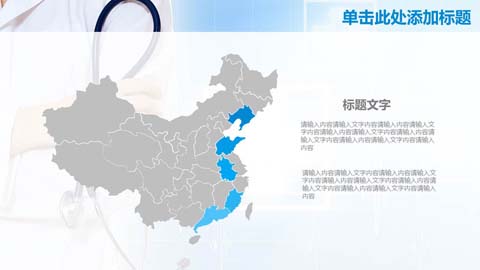 单击此处添加标题
标题文字
请输入内容请输入文字内容请输入内容请输入文
字内容请输入内容请输入文字内容请输入内容请
输入文字内容请输入内容请输入文字内容请输入
内容
请输入内容请输入文字内容请输入内容请输入文
字内容请输入内容请输入文字内容请输入内容请
输入文字内容请输入内容请输入文字内容请输入
内容